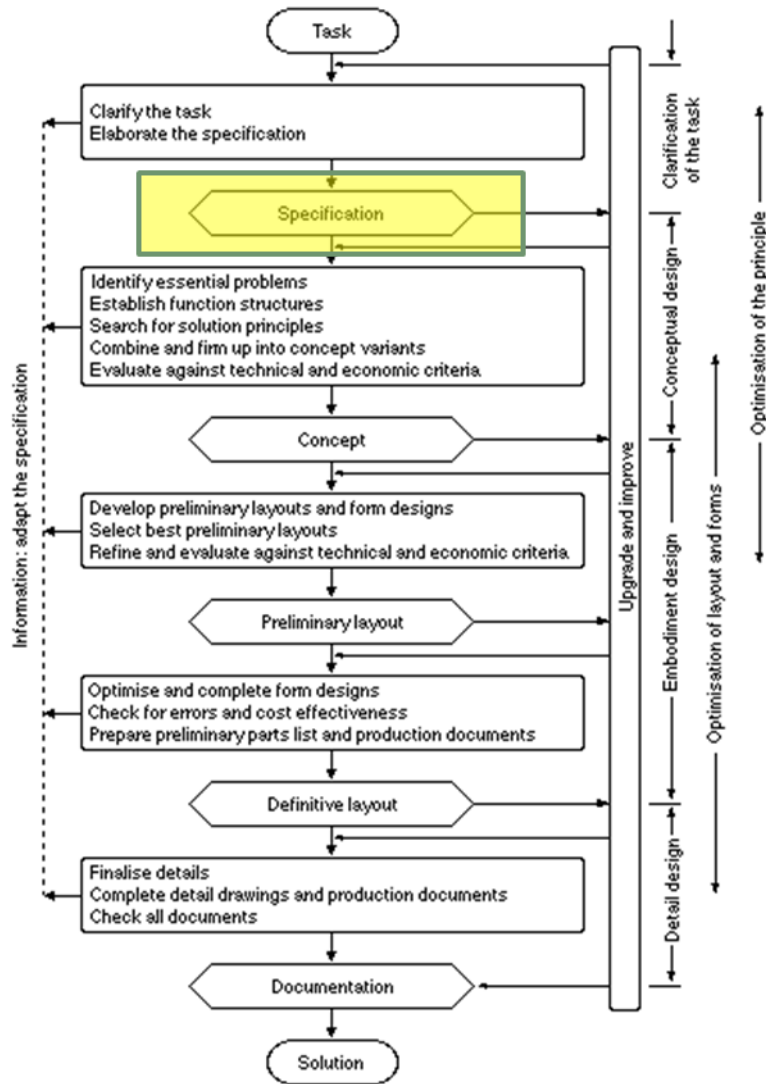 Task
Clarify the task
Elaborate the specification
Specification
Identify essential problems
Establish function structures
Search for solution principles
Combine and firm up into concept variants
Evaluate against technical and economic criteria
Concept
Develop preliminary layouts and form designs
Select best preliminary layouts
Refine and evaluate against technical and economic criteria
Preliminary layout
Optimise and complete form designs
Check for errors and cost effectiveness
Prepare preliminary parts list and production documents
Definitive layout
Finalise details
Complete detail drawings and production documents
Check all documents
Documentation
Solution
Information : adapt the specification
Upgrade and improve
Clarification
of the task
Conceptual design
Embodiment design
Detail design
Optimisation of layout and forms
Optimisation of the principle